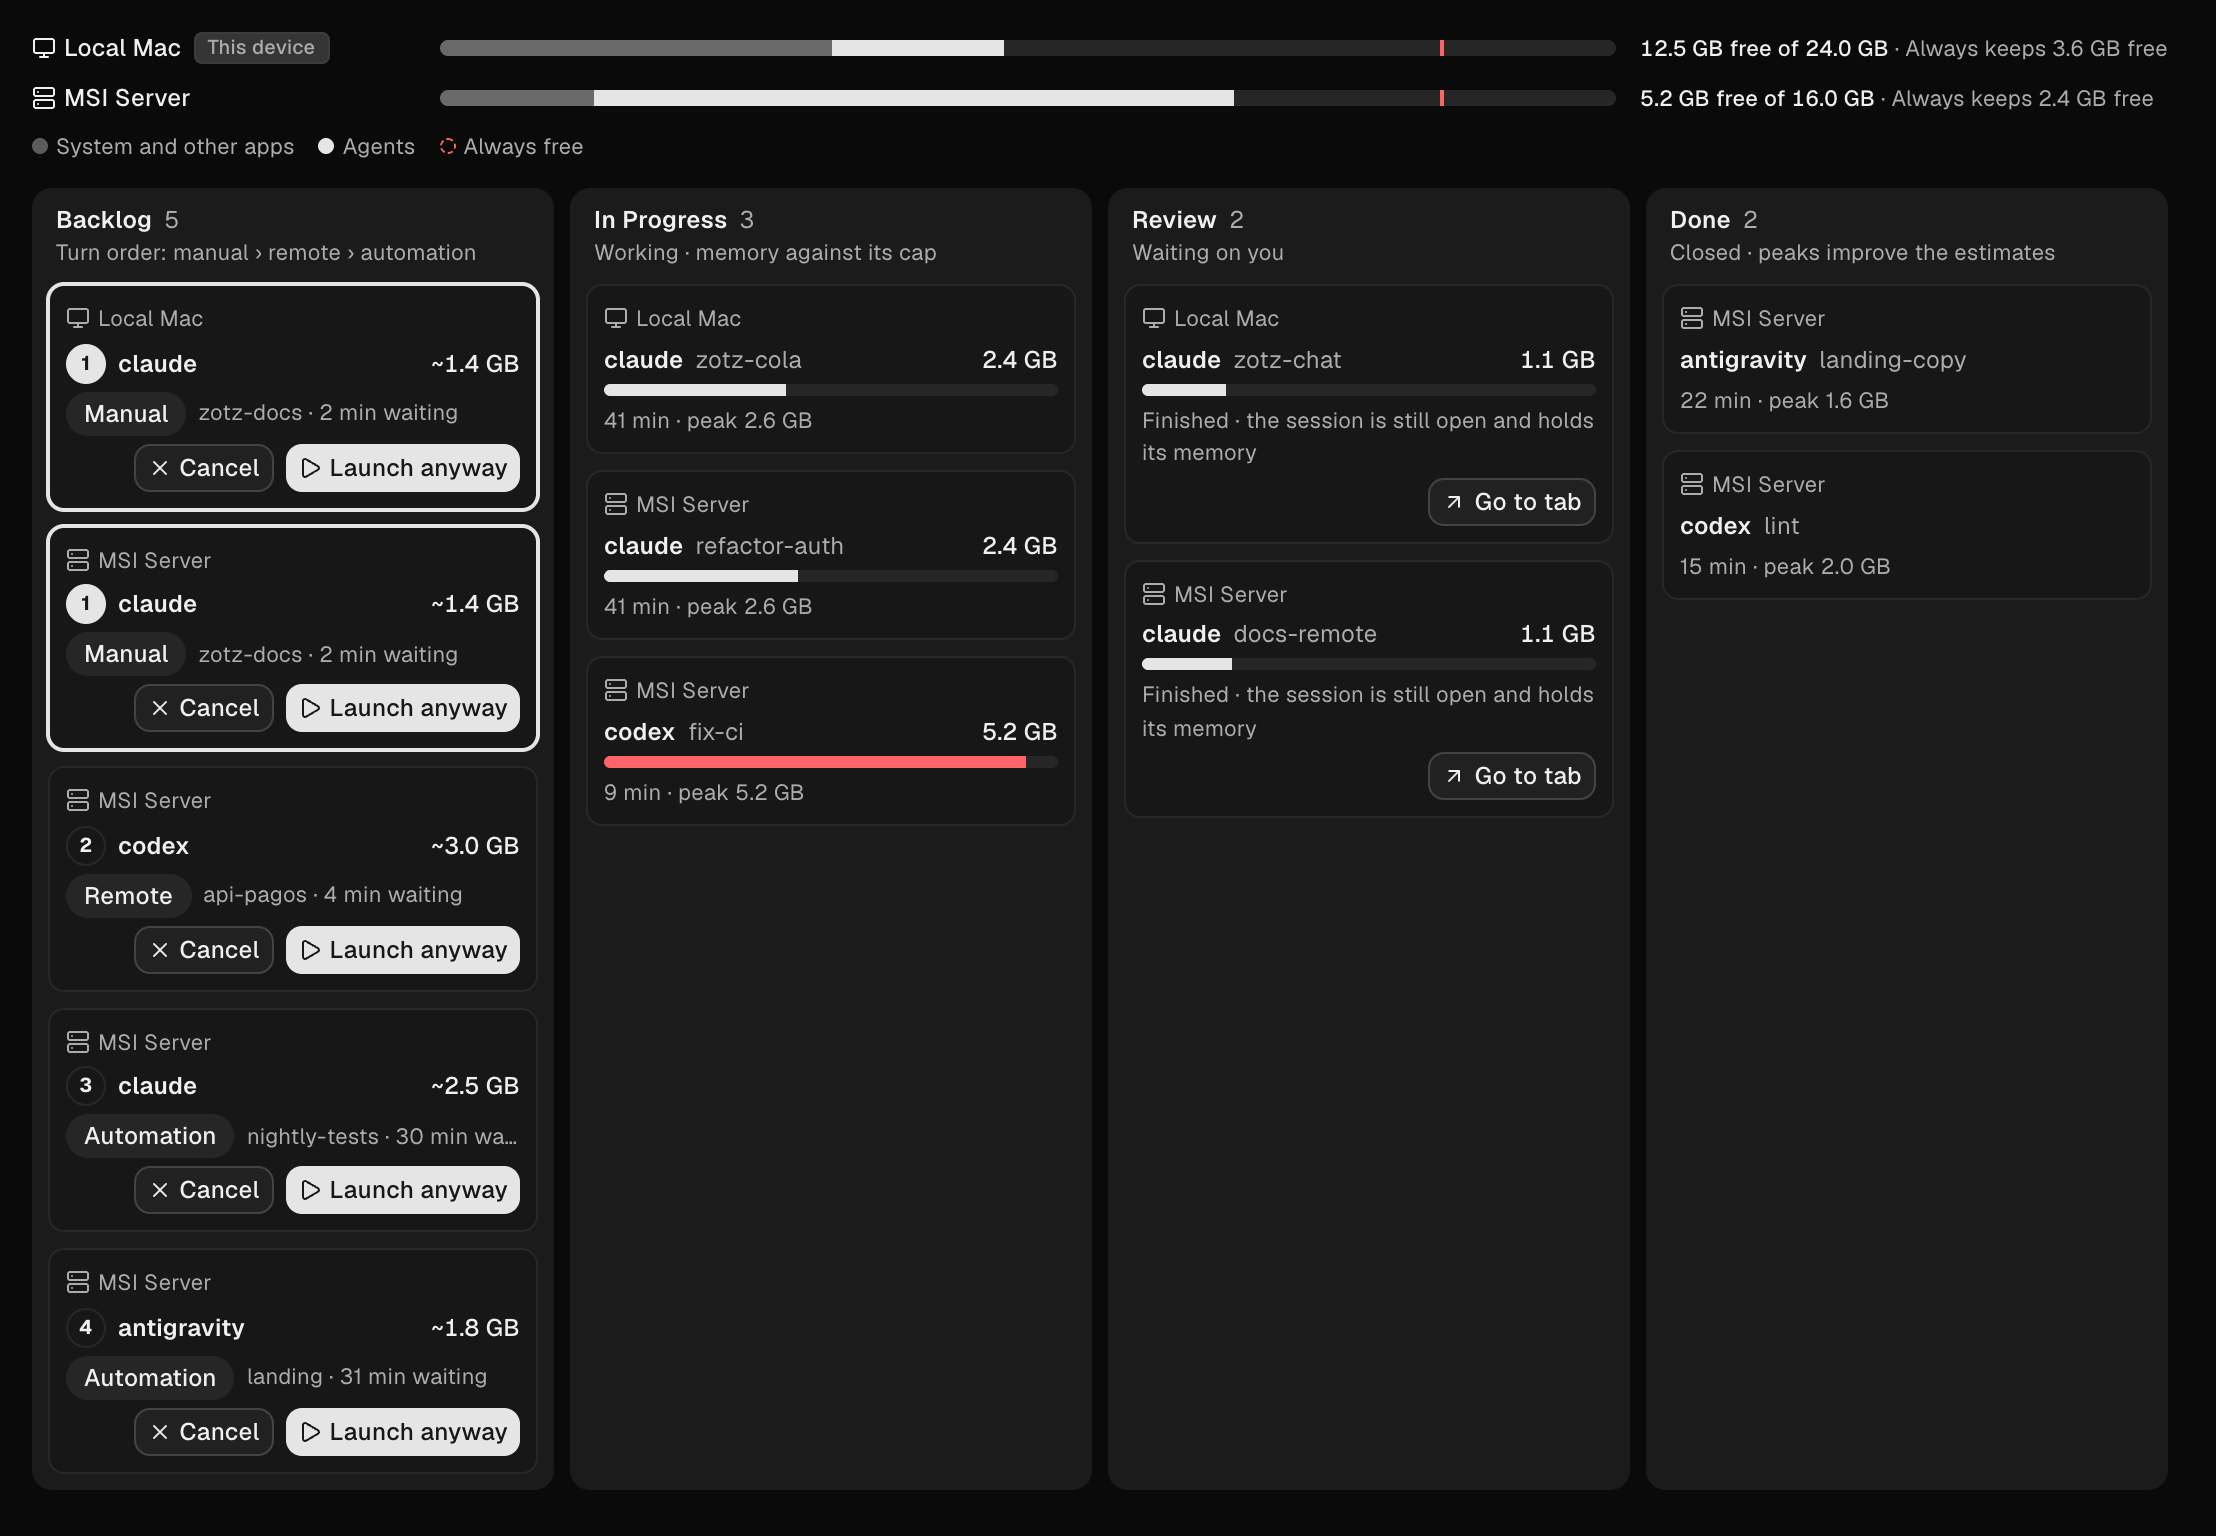 Local Mac This device 12.5 GB free of 24.0 GB · Always keeps 3.6 GB free
MSI Server 5.2 GB free of 16.0 GB · Always keeps 2.4 GB free
System and other apps Agents Always free
Backlog 5
Turn order: manual › remote › automation
Local Mac
1 claude ~1.4 GB
Manual zotz-docs · 2 min waiting
Cancel Launch anyway
MSI Server
1 claude ~1.4 GB
Manual zotz-docs · 2 min waiting
Cancel Launch anyway
MSI Server
2 codex ~3.0 GB
Remote api-pagos · 4 min waiting
Cancel Launch anyway
MSI Server
3 claude ~2.5 GB
Automation nightly-tests · 30 min wa…
Cancel Launch anyway
MSI Server
4 antigravity ~1.8 GB
Automation landing · 31 min waiting
Cancel Launch anyway
In Progress 3
Working · memory against its cap
Local Mac
claude zotz-cola 2.4 GB
41 min · peak 2.6 GB
MSI Server
claude refactor-auth 2.4 GB
41 min · peak 2.6 GB
MSI Server
codex fix-ci 5.2 GB
9 min · peak 5.2 GB
Review 2
Waiting on you
Local Mac
claude zotz-chat 1.1 GB
Finished · the session is still open and holds
its memory
Go to tab
MSI Server
claude docs-remote 1.1 GB
Finished · the session is still open and holds
its memory
Go to tab
Done 2
Closed · peaks improve the estimates
MSI Server
antigravity landing-copy
22 min · peak 1.6 GB
MSI Server
codex lint
15 min · peak 2.0 GB